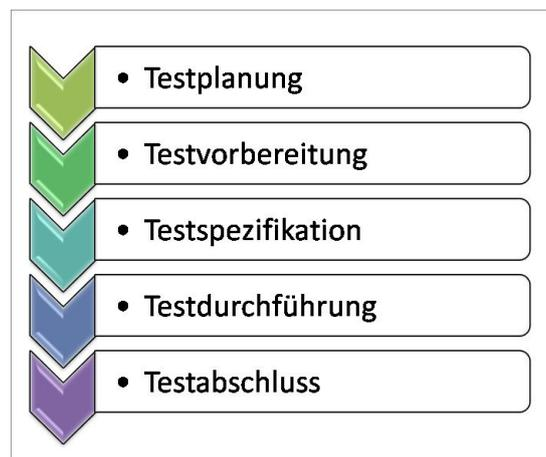 • Testplanung
• Testvorbereitung
• Testspezifikation
• Testdurchführung
• Testabschluss